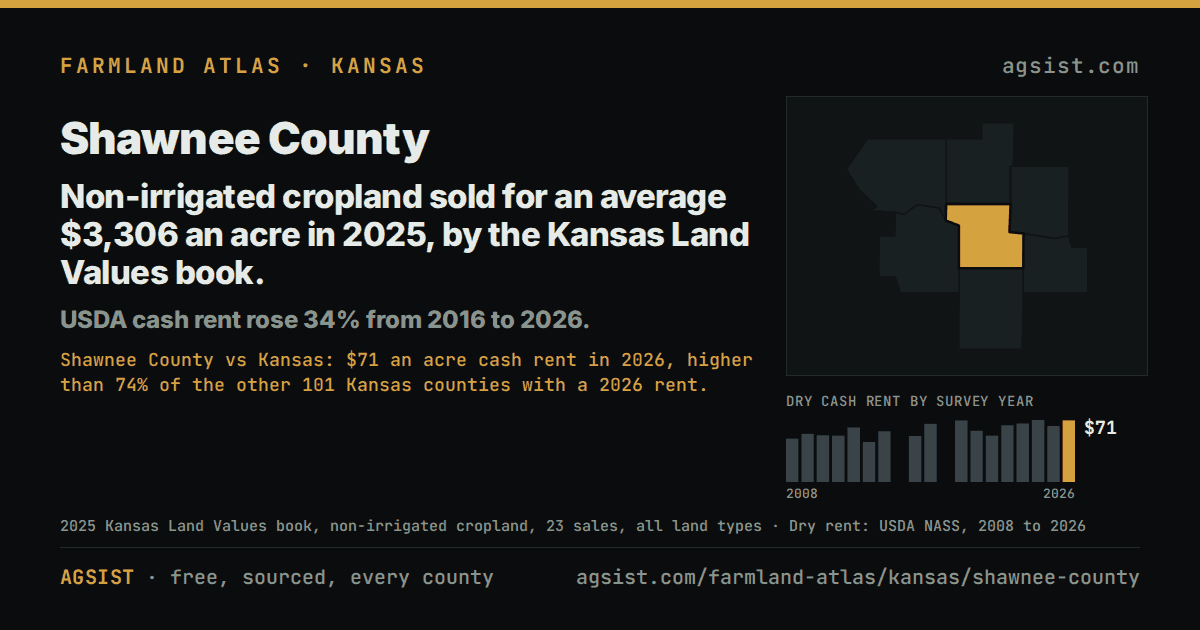 FARMLAND ATLAS · KANSAS
agsist.com
Shawnee County
Non-irrigated cropland sold for an average
$3,306 an acre in 2025, by the Kansas Land
Values book.
USDA cash rent rose 34% from 2016 to 2026.
Shawnee County vs Kansas: $71 an acre cash rent in 2026, higher
than 74% of the other 101 Kansas counties with a 2026 rent.
DRY CASH RENT BY SURVEY YEAR
$71
2008
2026
2025 Kansas Land Values book, non-irrigated cropland, 23 sales, all land types · Dry rent: USDA NASS, 2008 to 2026
AGSIST · free, sourced, every county
agsist.com/farmland-atlas/kansas/shawnee-county